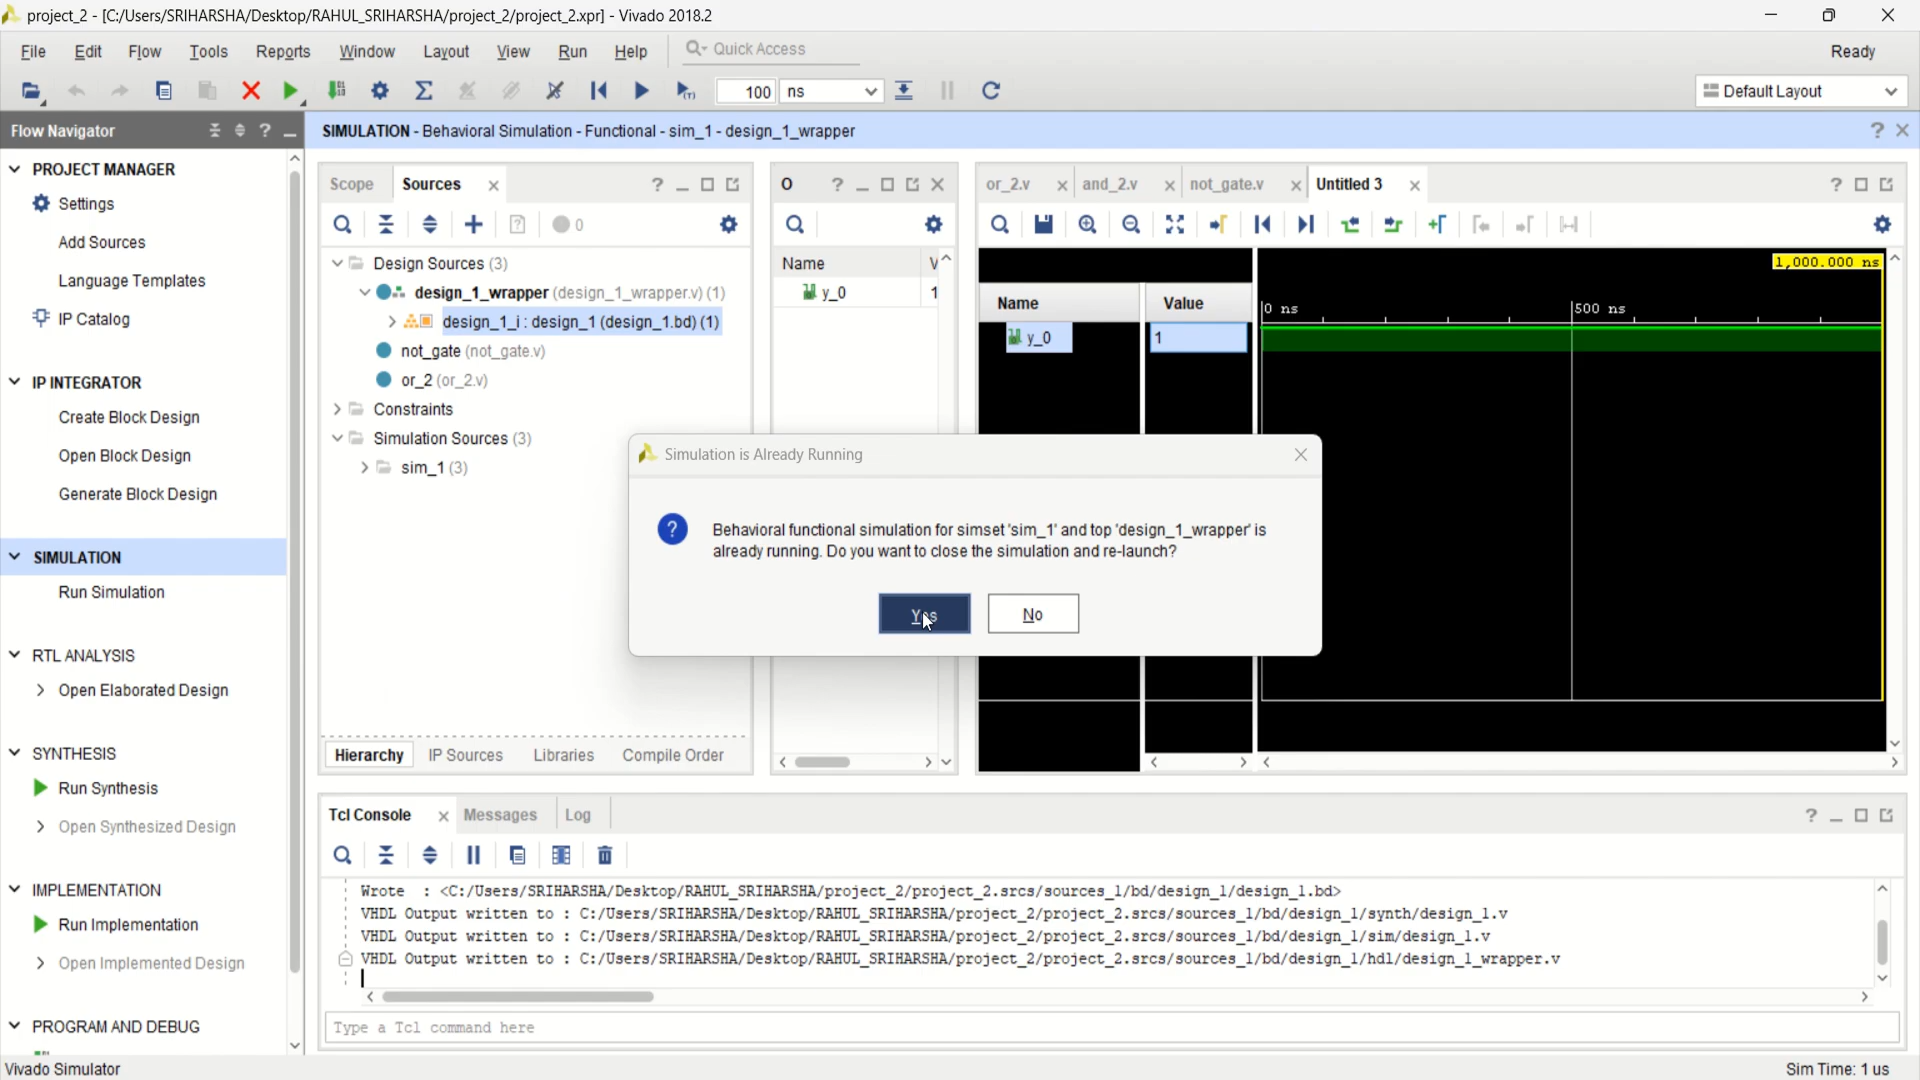 project_2 - [C:/Users/SRIHARSHA/Desktop/RAHUL_SRIHARSHA/project_2/project_2.xpr] - Vivado 2018.2
File Edit Flow Tools Reports Window Layout View Run Help Quick Access Ready
100 ns Default Layout
Flow Navigator
SIMULATION - Behavioral Simulation - Functional - sim_1 - design_1_wrapper
PROJECT MANAGER
Settings
Add Sources
Language Templates
IP Catalog
IP INTEGRATOR
Create Block Design
Open Block Design
Generate Block Design
SIMULATION
Run Simulation
RTL ANALYSIS
Open Elaborated Design
SYNTHESIS
Run Synthesis
Open Synthesized Design
IMPLEMENTATION
Run Implementation
Open Implemented Design
PROGRAM AND DEBUG
Scope Sources
0
Design Sources (3)
design_1_wrapper (design_1_wrapper.v) (1)
design_1_i : design_1 (design_1.bd) (1)
not_gate (not_gate.v)
or_2 (or_2.v)
Constraints
Simulation Sources (3)
sim_1 (3)
Hierarchy IP Sources Libraries Compile Order
O
Name V
y_0 1
or_2.v and_2.v not_gate.v Untitled 3
1,000.000 ns
Name Value 0 ns 500 ns
y_0 1
Simulation is Already Running
Behavioral functional simulation for simset 'sim_1' and top 'design_1_wrapper' is
already running. Do you want to close the simulation and re-launch?
Yes No
Tcl Console Messages Log
Wrote : <C:/Users/SRIHARSHA/Desktop/RAHUL_SRIHARSHA/project_2/project_2.srcs/sources_1/bd/design_1/design_1.bd>
VHDL Output written to : C:/Users/SRIHARSHA/Desktop/RAHUL_SRIHARSHA/project_2/project_2.srcs/sources_1/bd/design_1/synth/design_1.v
VHDL Output written to : C:/Users/SRIHARSHA/Desktop/RAHUL_SRIHARSHA/project_2/project_2.srcs/sources_1/bd/design_1/sim/design_1.v
VHDL Output written to : C:/Users/SRIHARSHA/Desktop/RAHUL_SRIHARSHA/project_2/project_2.srcs/sources_1/bd/design_1/hdl/design_1_wrapper.v
Type a Tcl command here
Vivado Simulator Sim Time: 1 us